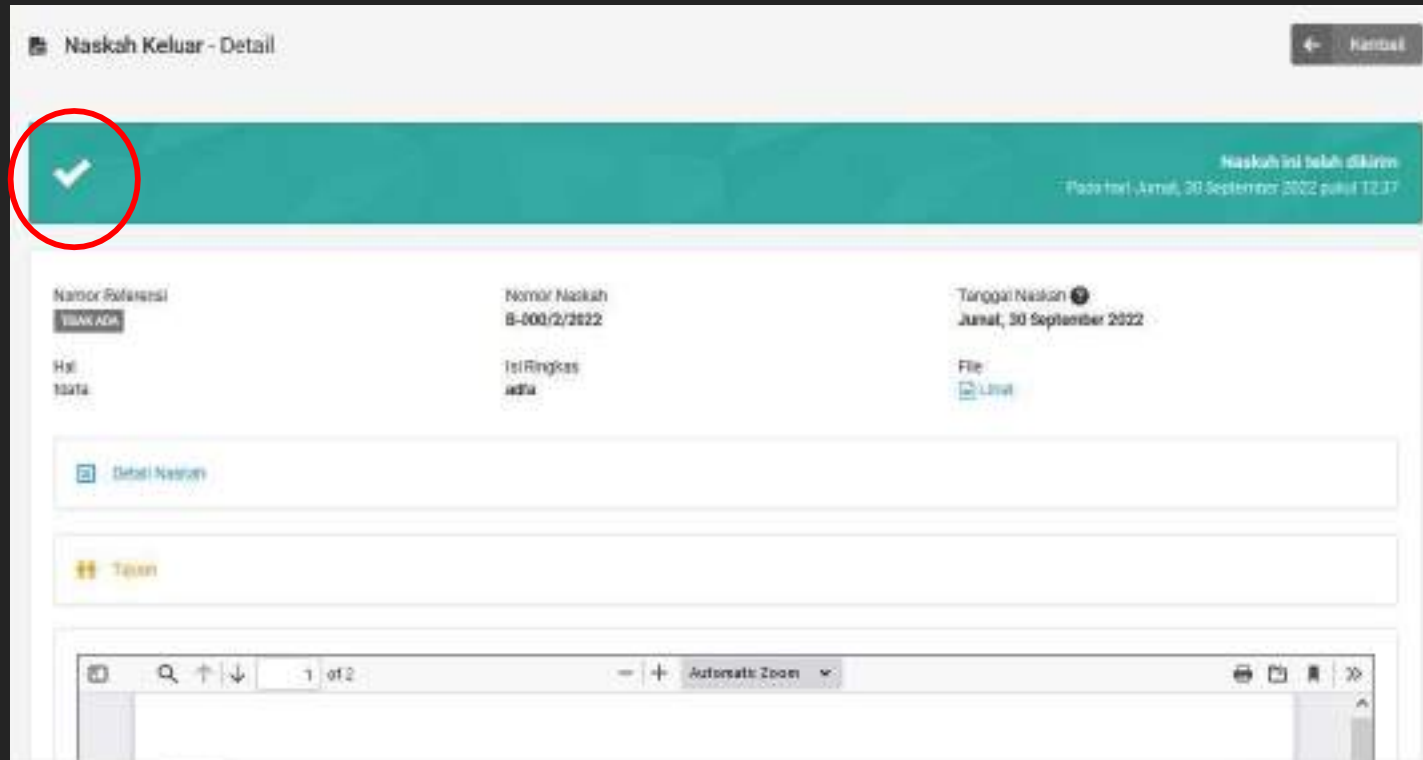 Naskah Keluar - Detail
Kembali
Naskah ini telah dikirim
Pada hari Jumat, 30 September 2022 pukul 12.37
Nomor Referensi
TIDAK ADA
Nomor Naskah
B-000/2/2022
Tanggal Naskah
Jumat, 30 September 2022
Hal
Isi Ringkas
adfa
File
Lihat
Detail Naskah
Tujuan
1 of 2
Automatic Zoom